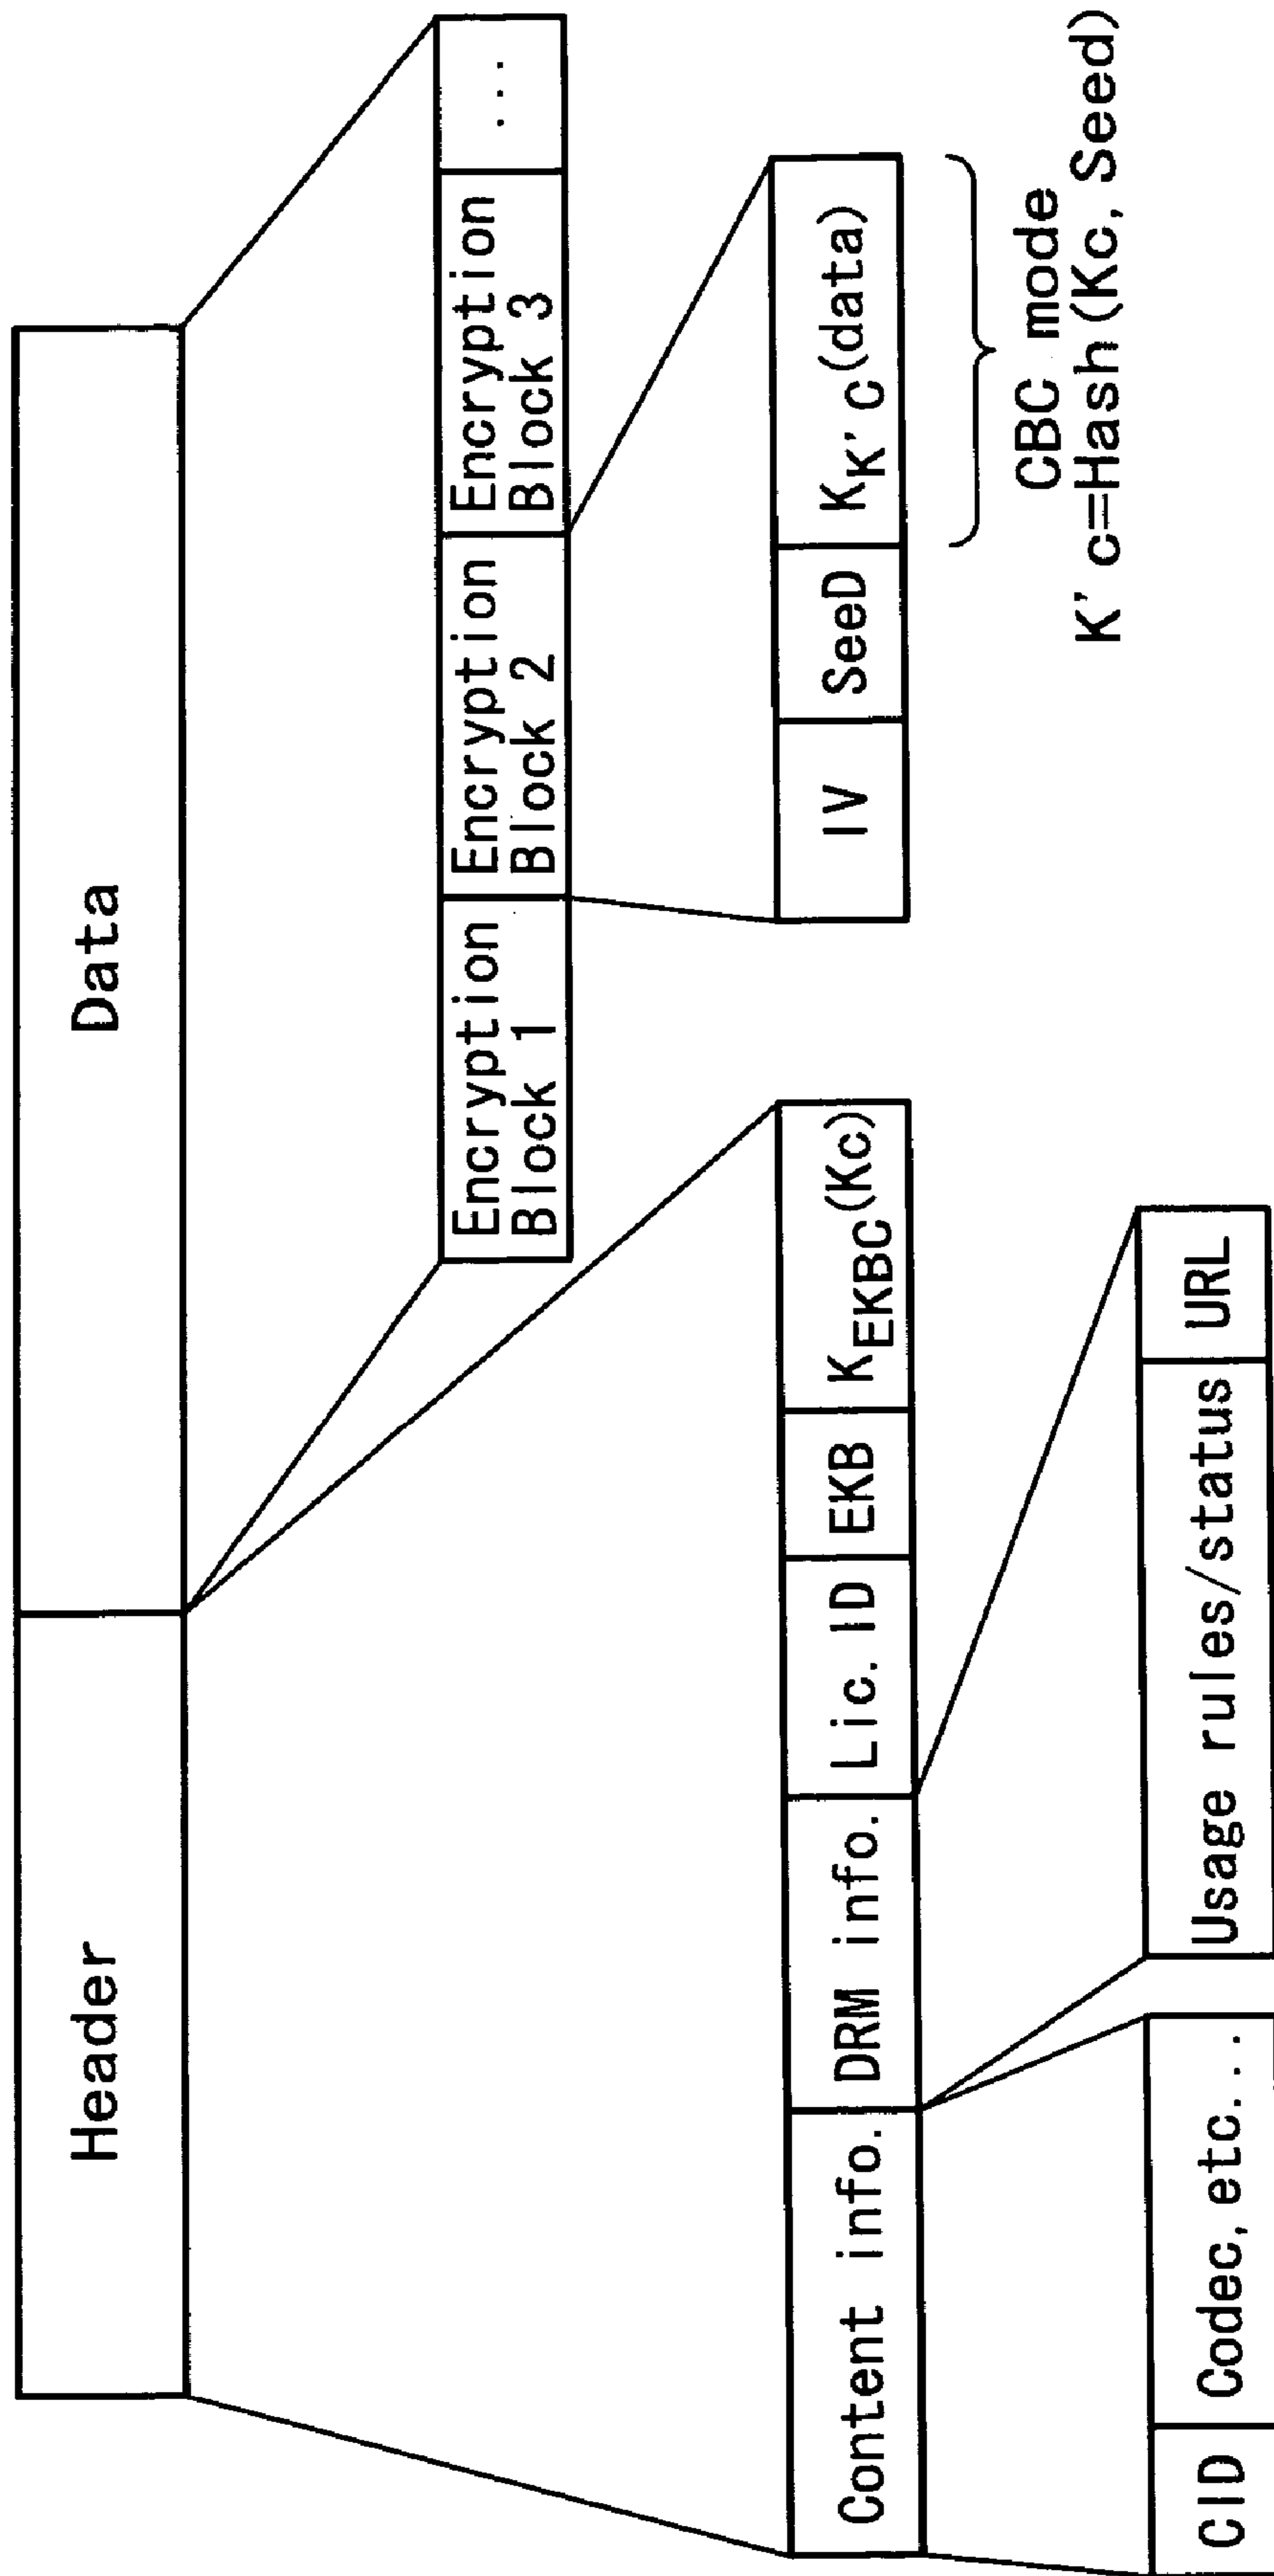 Header
Data
Encryption
Block 1
Encryption
Block 2
Encryption
Block 3
...
Content info.
DRM info.
Lic. ID
EKB
KEKBC(Kc)
IV
SeeD
KK'c(data)
CBC mode
K'c=Hash(Kc, Seed)
CID
Codec, etc...
Usage rules/status
URL